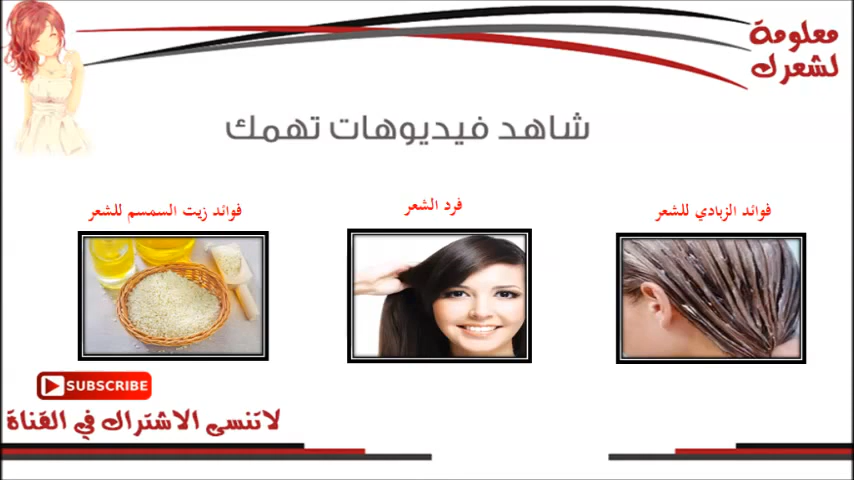 معلومة
لشعرك
شاهد فيديوهات تهمك
فوائد الزبادي للشعر
فرد الشعر
فوائد زيت السمسم للشعر
SUBSCRIBE
لاتنسى الاشتراك في القناة